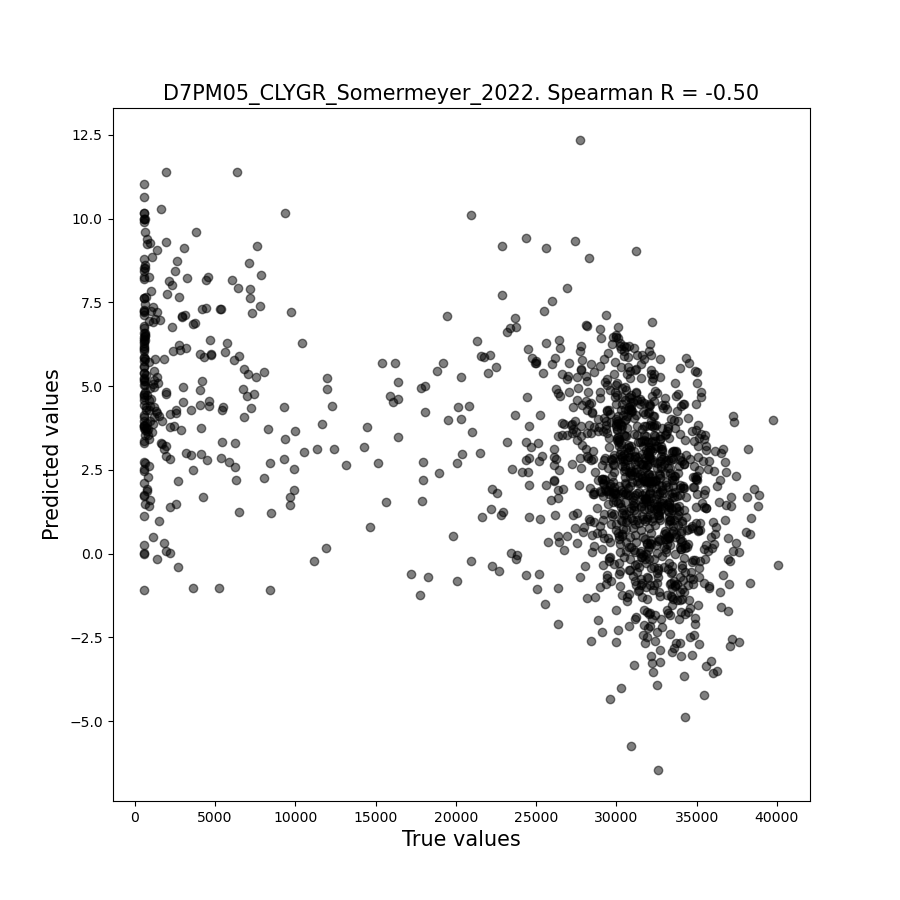 D7PM05_CLYGR_Somermeyer_2022. Spearman R = -0.50
12.5
10.0
7.5
5.0
2.5
0.0
−2.5
−5.0
Predicted values
0 5000 10000 15000 20000 25000 30000 35000 40000
True values